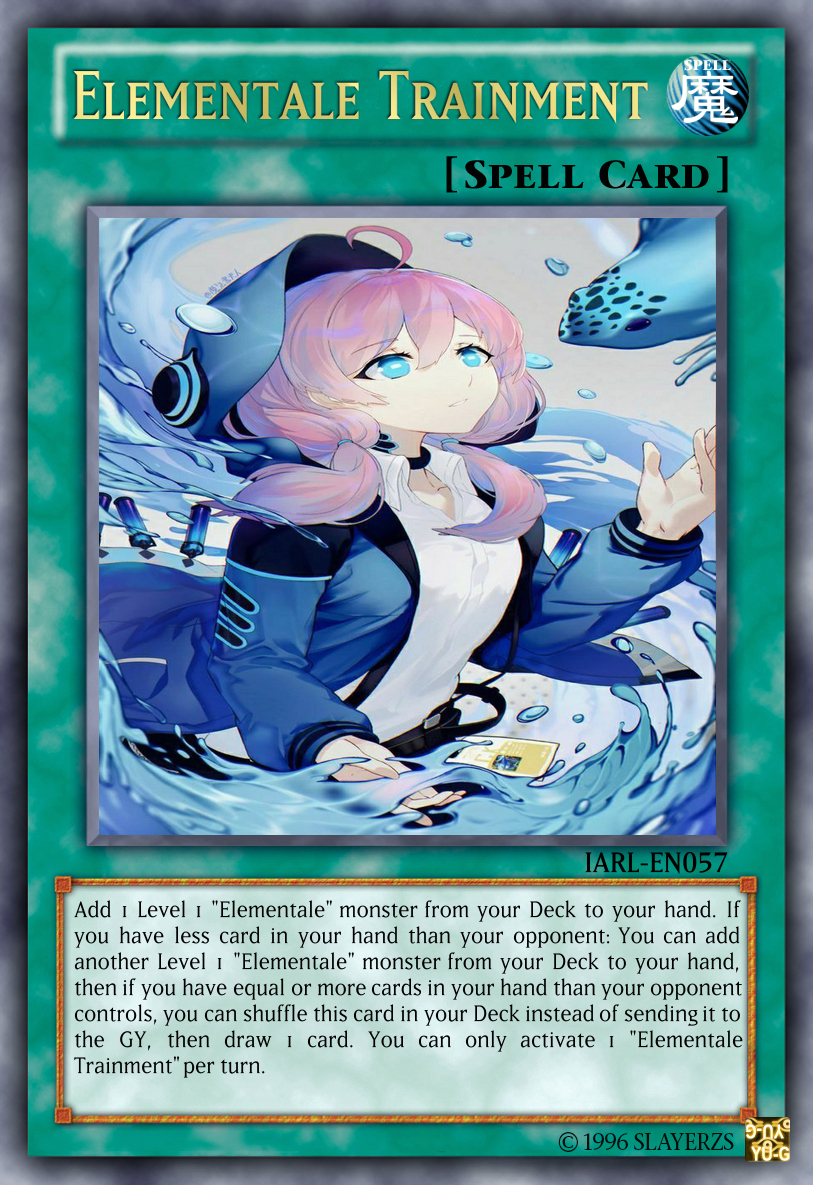 Elementale Trainment
SPELL
魔
[Spell Card]
IARL-EN057
Add 1 Level 1 "Elementale" monster from your Deck to your hand. If
you have less card in your hand than your opponent: You can add
another Level 1 "Elementale" monster from your Deck to your hand,
then if you have equal or more cards in your hand than your opponent
controls, you can shuffle this card in your Deck instead of sending it to
the GY, then draw 1 card. You can only activate 1 "Elementale
Trainment" per turn.
© 1996 SLAYERZS